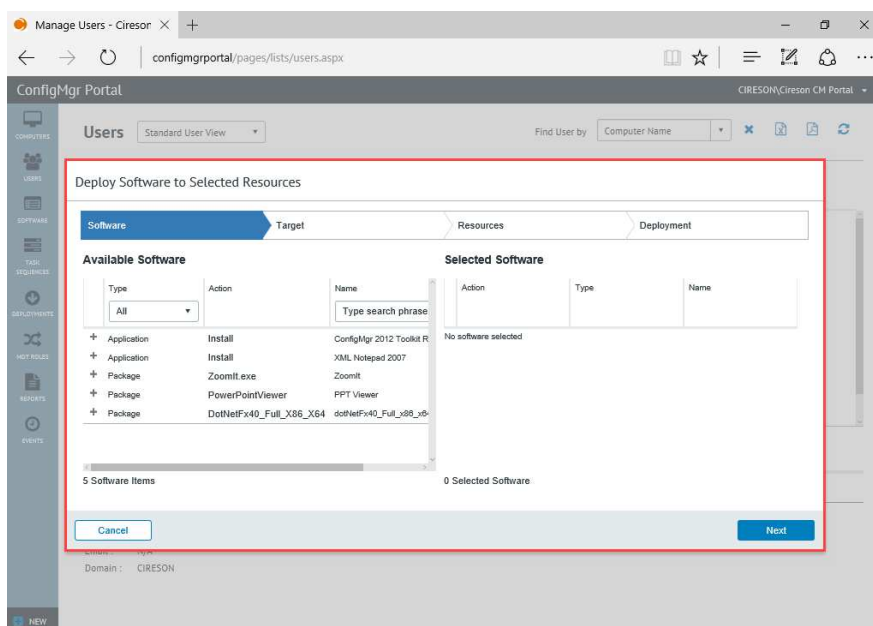 Manage Users - Cireson
configmgrportal/pages/lists/users.aspx
ConfigMgr Portal
CIRESON\Cireson CM Portal
COMPUTERS
USERS
SOFTWARE
TASK
SEQUENCES
DEPLOYMENTS
HOT ROLES
REPORTS
EVENTS
NEW
Users
Standard User View
Find User by
Computer Name
Deploy Software to Selected Resources
Software
Target
Resources
Deployment
Available Software
Type Action Name
All
Type search phrase
+ Application Install ConfigMgr 2012 Toolkit R
+ Application Install XML Notepad 2007
+ Package ZoomIt.exe ZoomIt
+ Package PowerPointViewer PPT Viewer
+ Package DotNetFx40_Full_X86_X64 dotNetFx40_Full_x86_x6
5 Software Items
Selected Software
Action Type Name
No software selected
0 Selected Software
Cancel
Next
Domain : CIRESON